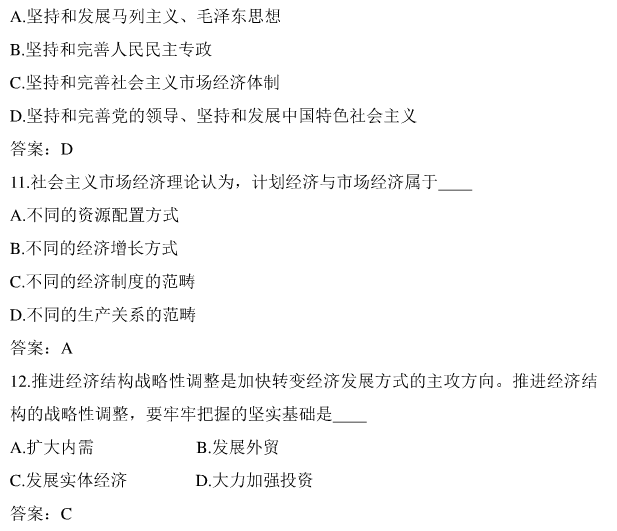 A.坚持和发展马列主义、毛泽东思想
B.坚持和完善人民民主专政
C.坚持和完善社会主义市场经济体制
D.坚持和完善党的领导、坚持和发展中国特色社会主义
答案：D
11.社会主义市场经济理论认为，计划经济与市场经济属于____
A.不同的资源配置方式
B.不同的经济增长方式
C.不同的经济制度的范畴
D.不同的生产关系的范畴
答案：A
12.推进经济结构战略性调整是加快转变经济发展方式的主攻方向。推进经济结
构的战略性调整，要牢牢把握的坚实基础是____
A.扩大内需 B.发展外贸
C.发展实体经济 D.大力加强投资
答案：C